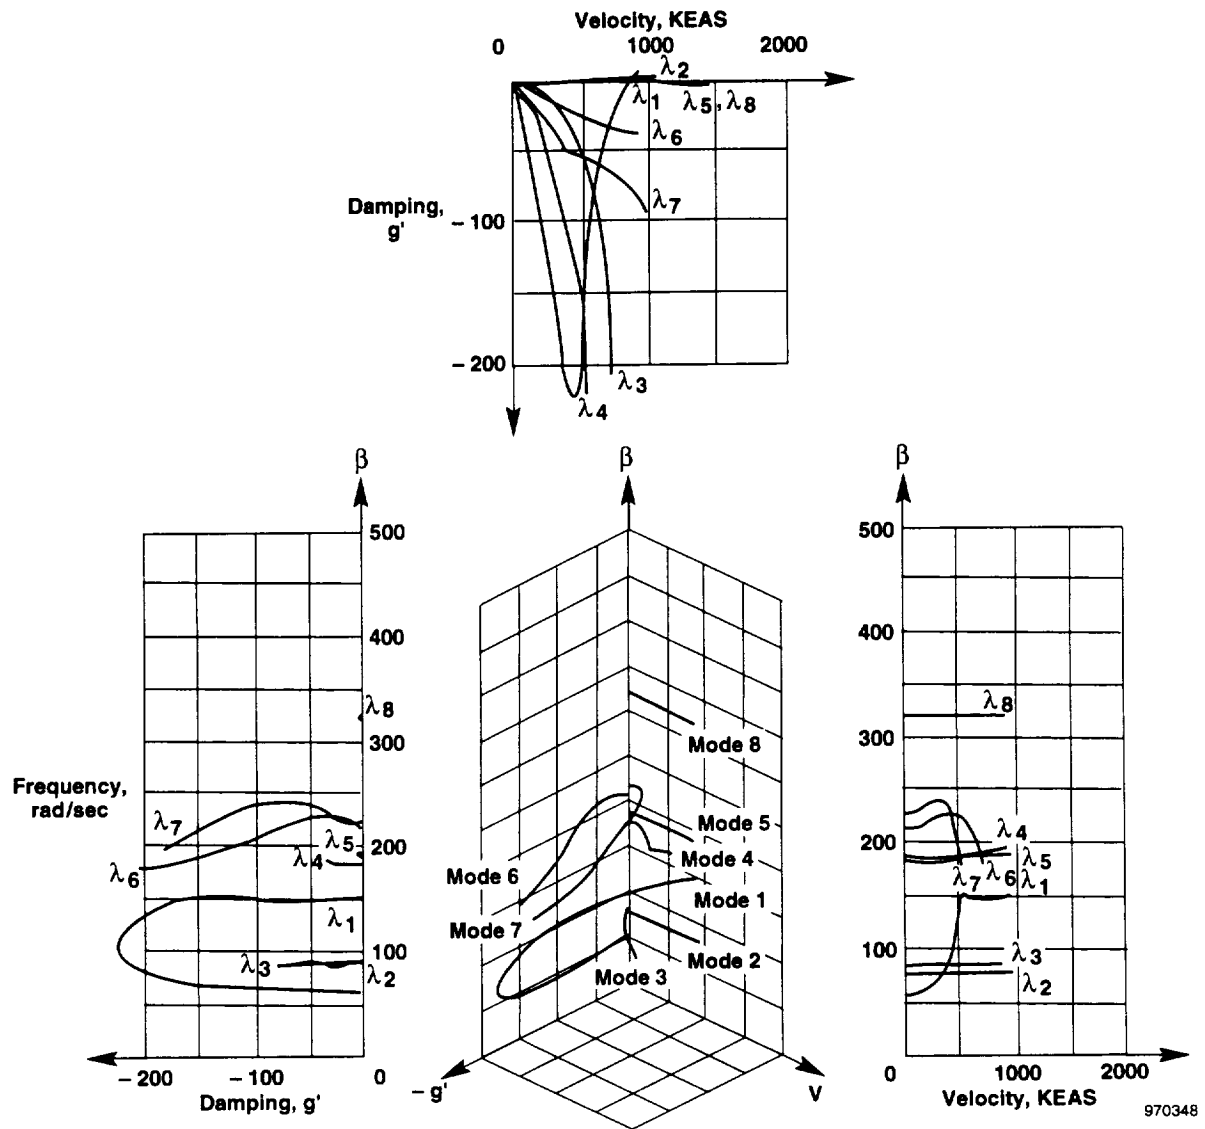 Velocity, KEAS
0 1000 2000
λ2
λ1 λ5, λ8
λ6
λ7
Damping,
g'
– 100
– 200
λ3
λ4
β
500
400
λ8
300
Frequency,
rad/sec
λ7
λ5 200
λ4
λ6
λ1
100
λ3
λ2
– 200 – 100 0
Damping, g'
β
Mode 8
Mode 5
Mode 4
Mode 6
Mode 1
Mode 7
Mode 2
Mode 3
– g'
V
β
500
400
λ8
300
λ4
200
λ5
λ7 λ6 λ1
100
λ3
λ2
0 1000 2000
Velocity, KEAS
970348